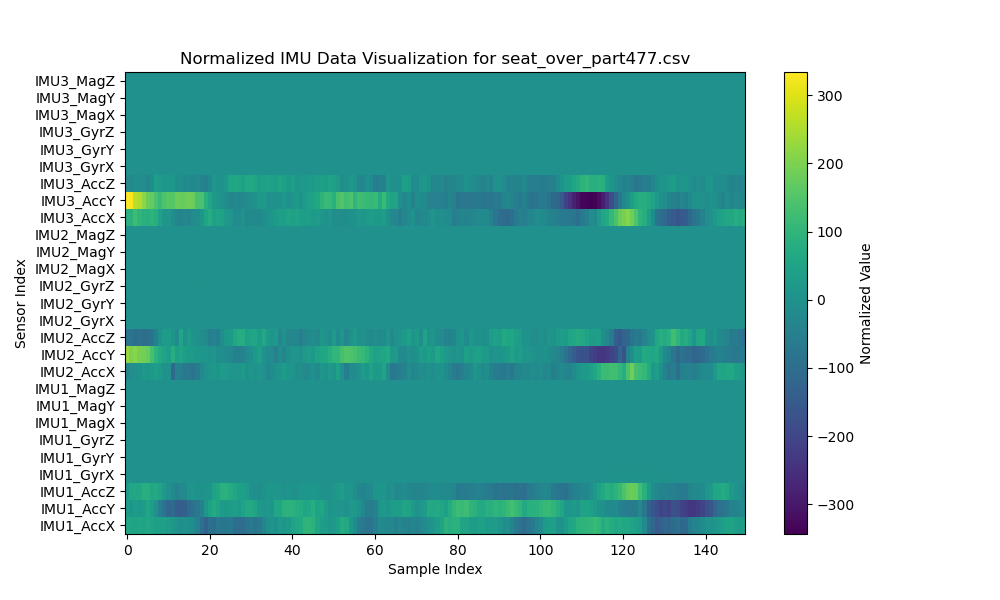 Normalized IMU Data Visualization for seat_over_part477.csv
IMU3_MagZ
IMU3_MagY
IMU3_MagX
IMU3_GyrZ
IMU3_GyrY
IMU3_GyrX
IMU3_AccZ
IMU3_AccY
IMU3_AccX
IMU2_MagZ
IMU2_MagY
IMU2_MagX
IMU2_GyrZ
IMU2_GyrY
IMU2_GyrX
IMU2_AccZ
IMU2_AccY
IMU2_AccX
IMU1_MagZ
IMU1_MagY
IMU1_MagX
IMU1_GyrZ
IMU1_GyrY
IMU1_GyrX
IMU1_AccZ
IMU1_AccY
IMU1_AccX
Sensor Index
0 20 40 60 80 100 120 140
Sample Index
300
200
100
0
−100
−200
−300
Normalized Value